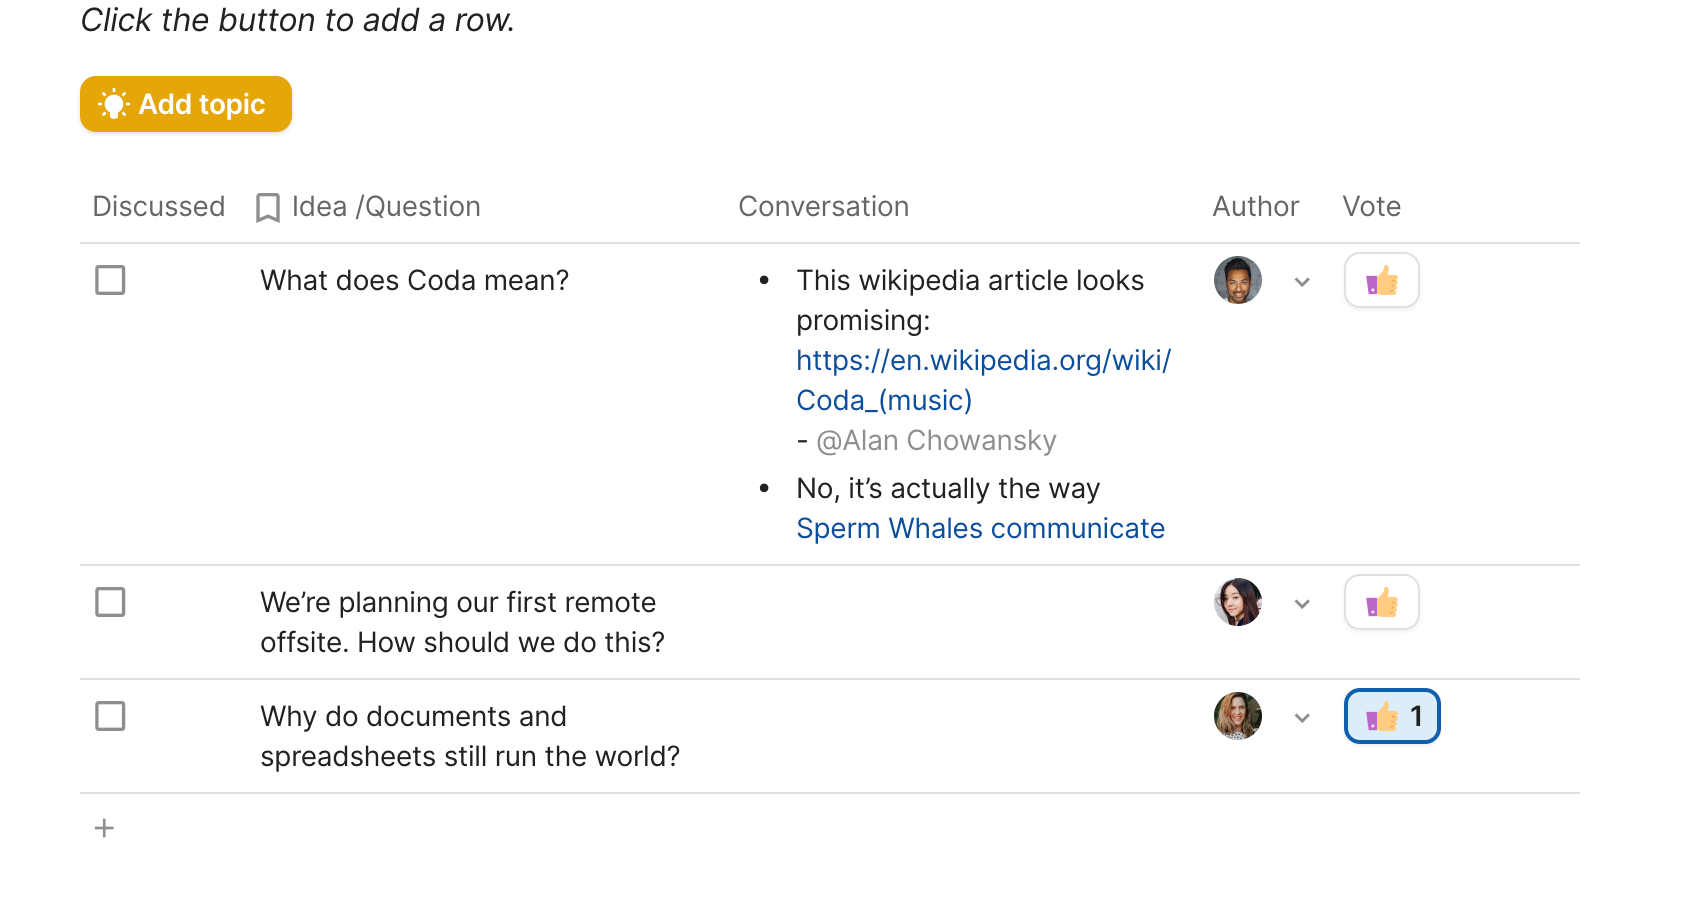 Click the button to add a row.
Add topic
Discussed
Idea /Question
Conversation
Author
Vote
What does Coda mean?
• This wikipedia article looks
promising:
https://en.wikipedia.org/wiki/
Coda_(music)
- @Alan Chowansky
• No, it’s actually the way
Sperm Whales communicate
We’re planning our first remote
offsite. How should we do this?
Why do documents and
spreadsheets still run the world?
1
+